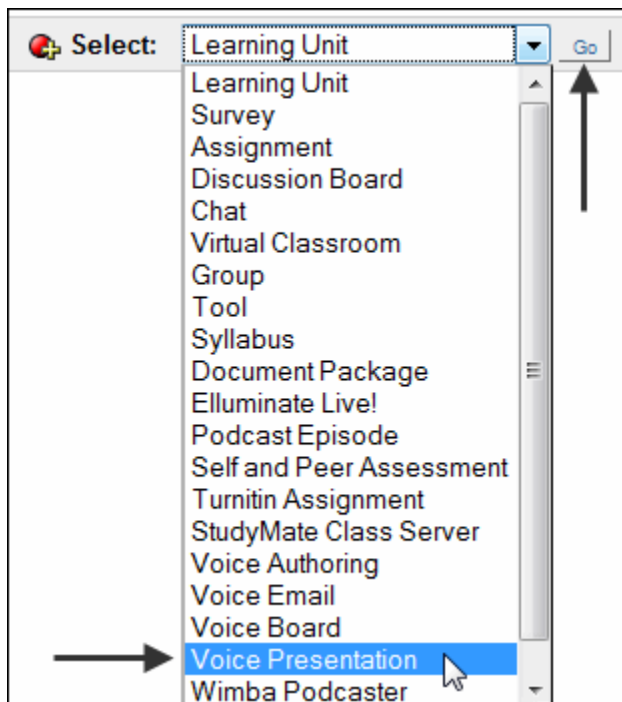 Select: Learning Unit Go
Learning Unit
Survey
Assignment
Discussion Board
Chat
Virtual Classroom
Group
Tool
Syllabus
Document Package
Elluminate Live!
Podcast Episode
Self and Peer Assessment
Turnitin Assignment
StudyMate Class Server
Voice Authoring
Voice Email
Voice Board
Voice Presentation
Wimba Podcaster